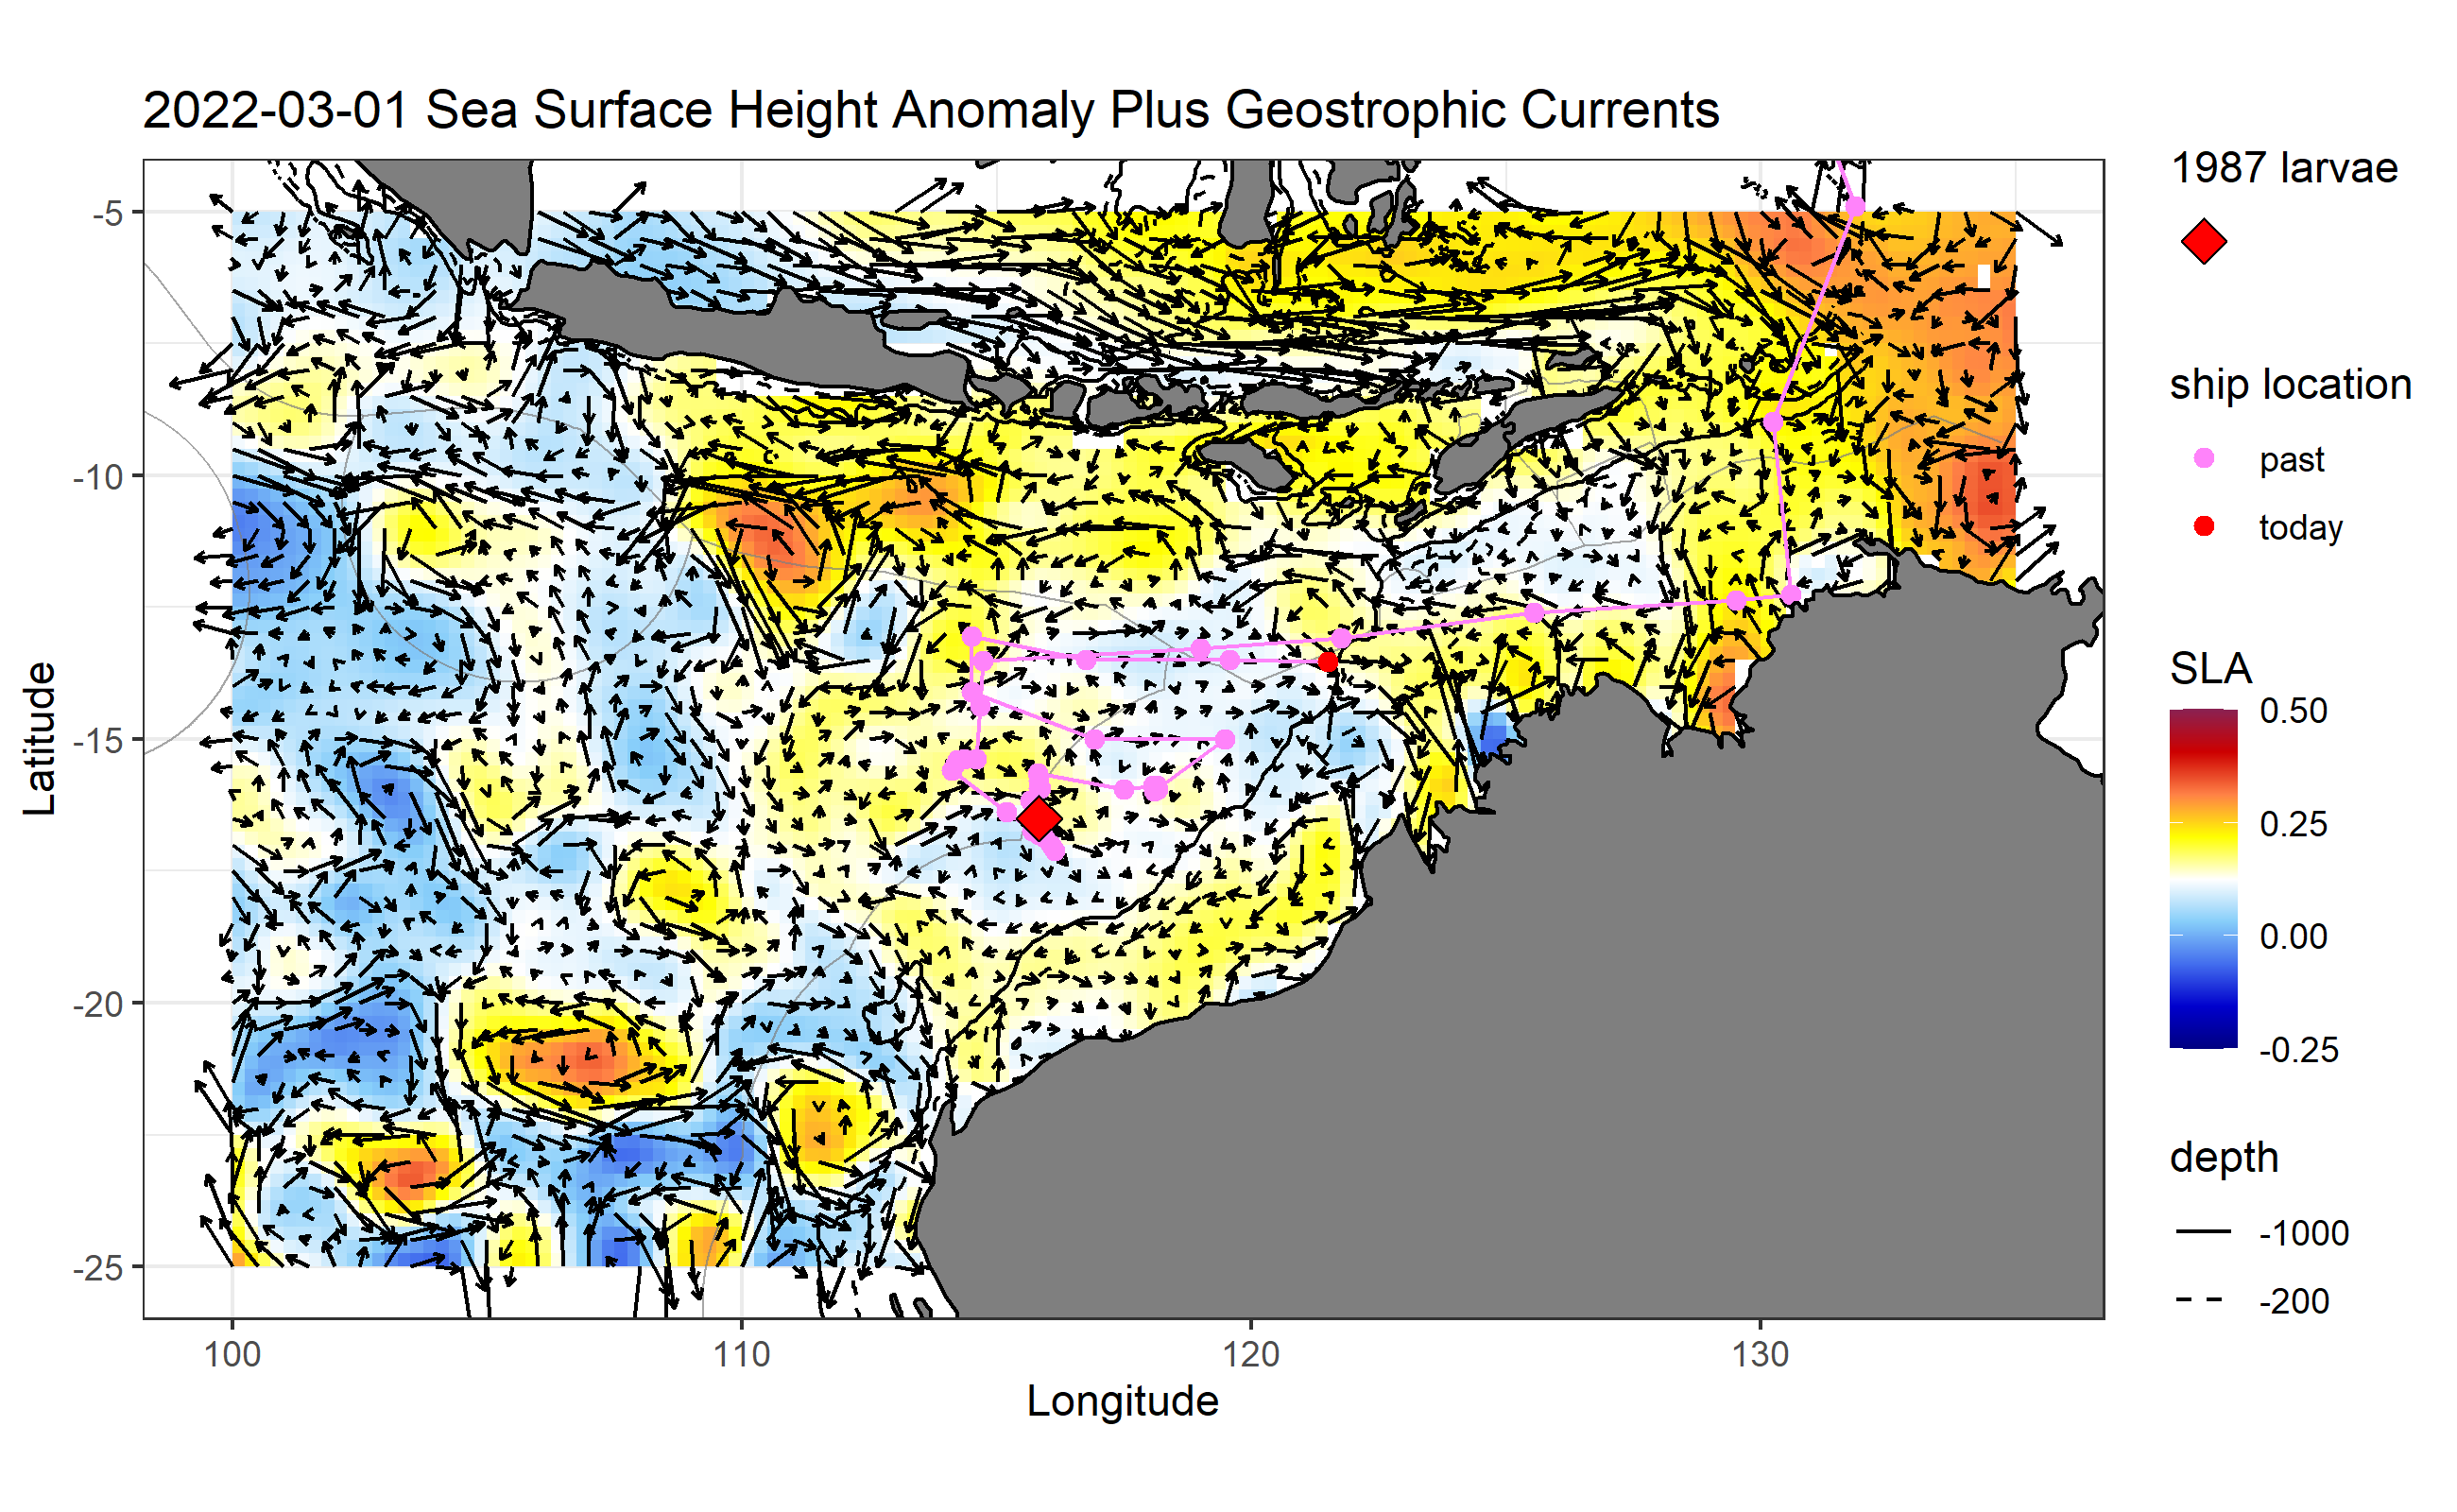 2022-03-01 Sea Surface Height Anomaly Plus Geostrophic Currents
-5
-10
-15
-20
-25
Latitude
100
110
120
130
Longitude
1987 larvae
ship location
past
today
SLA
0.50
0.25
0.00
-0.25
depth
-1000
-200